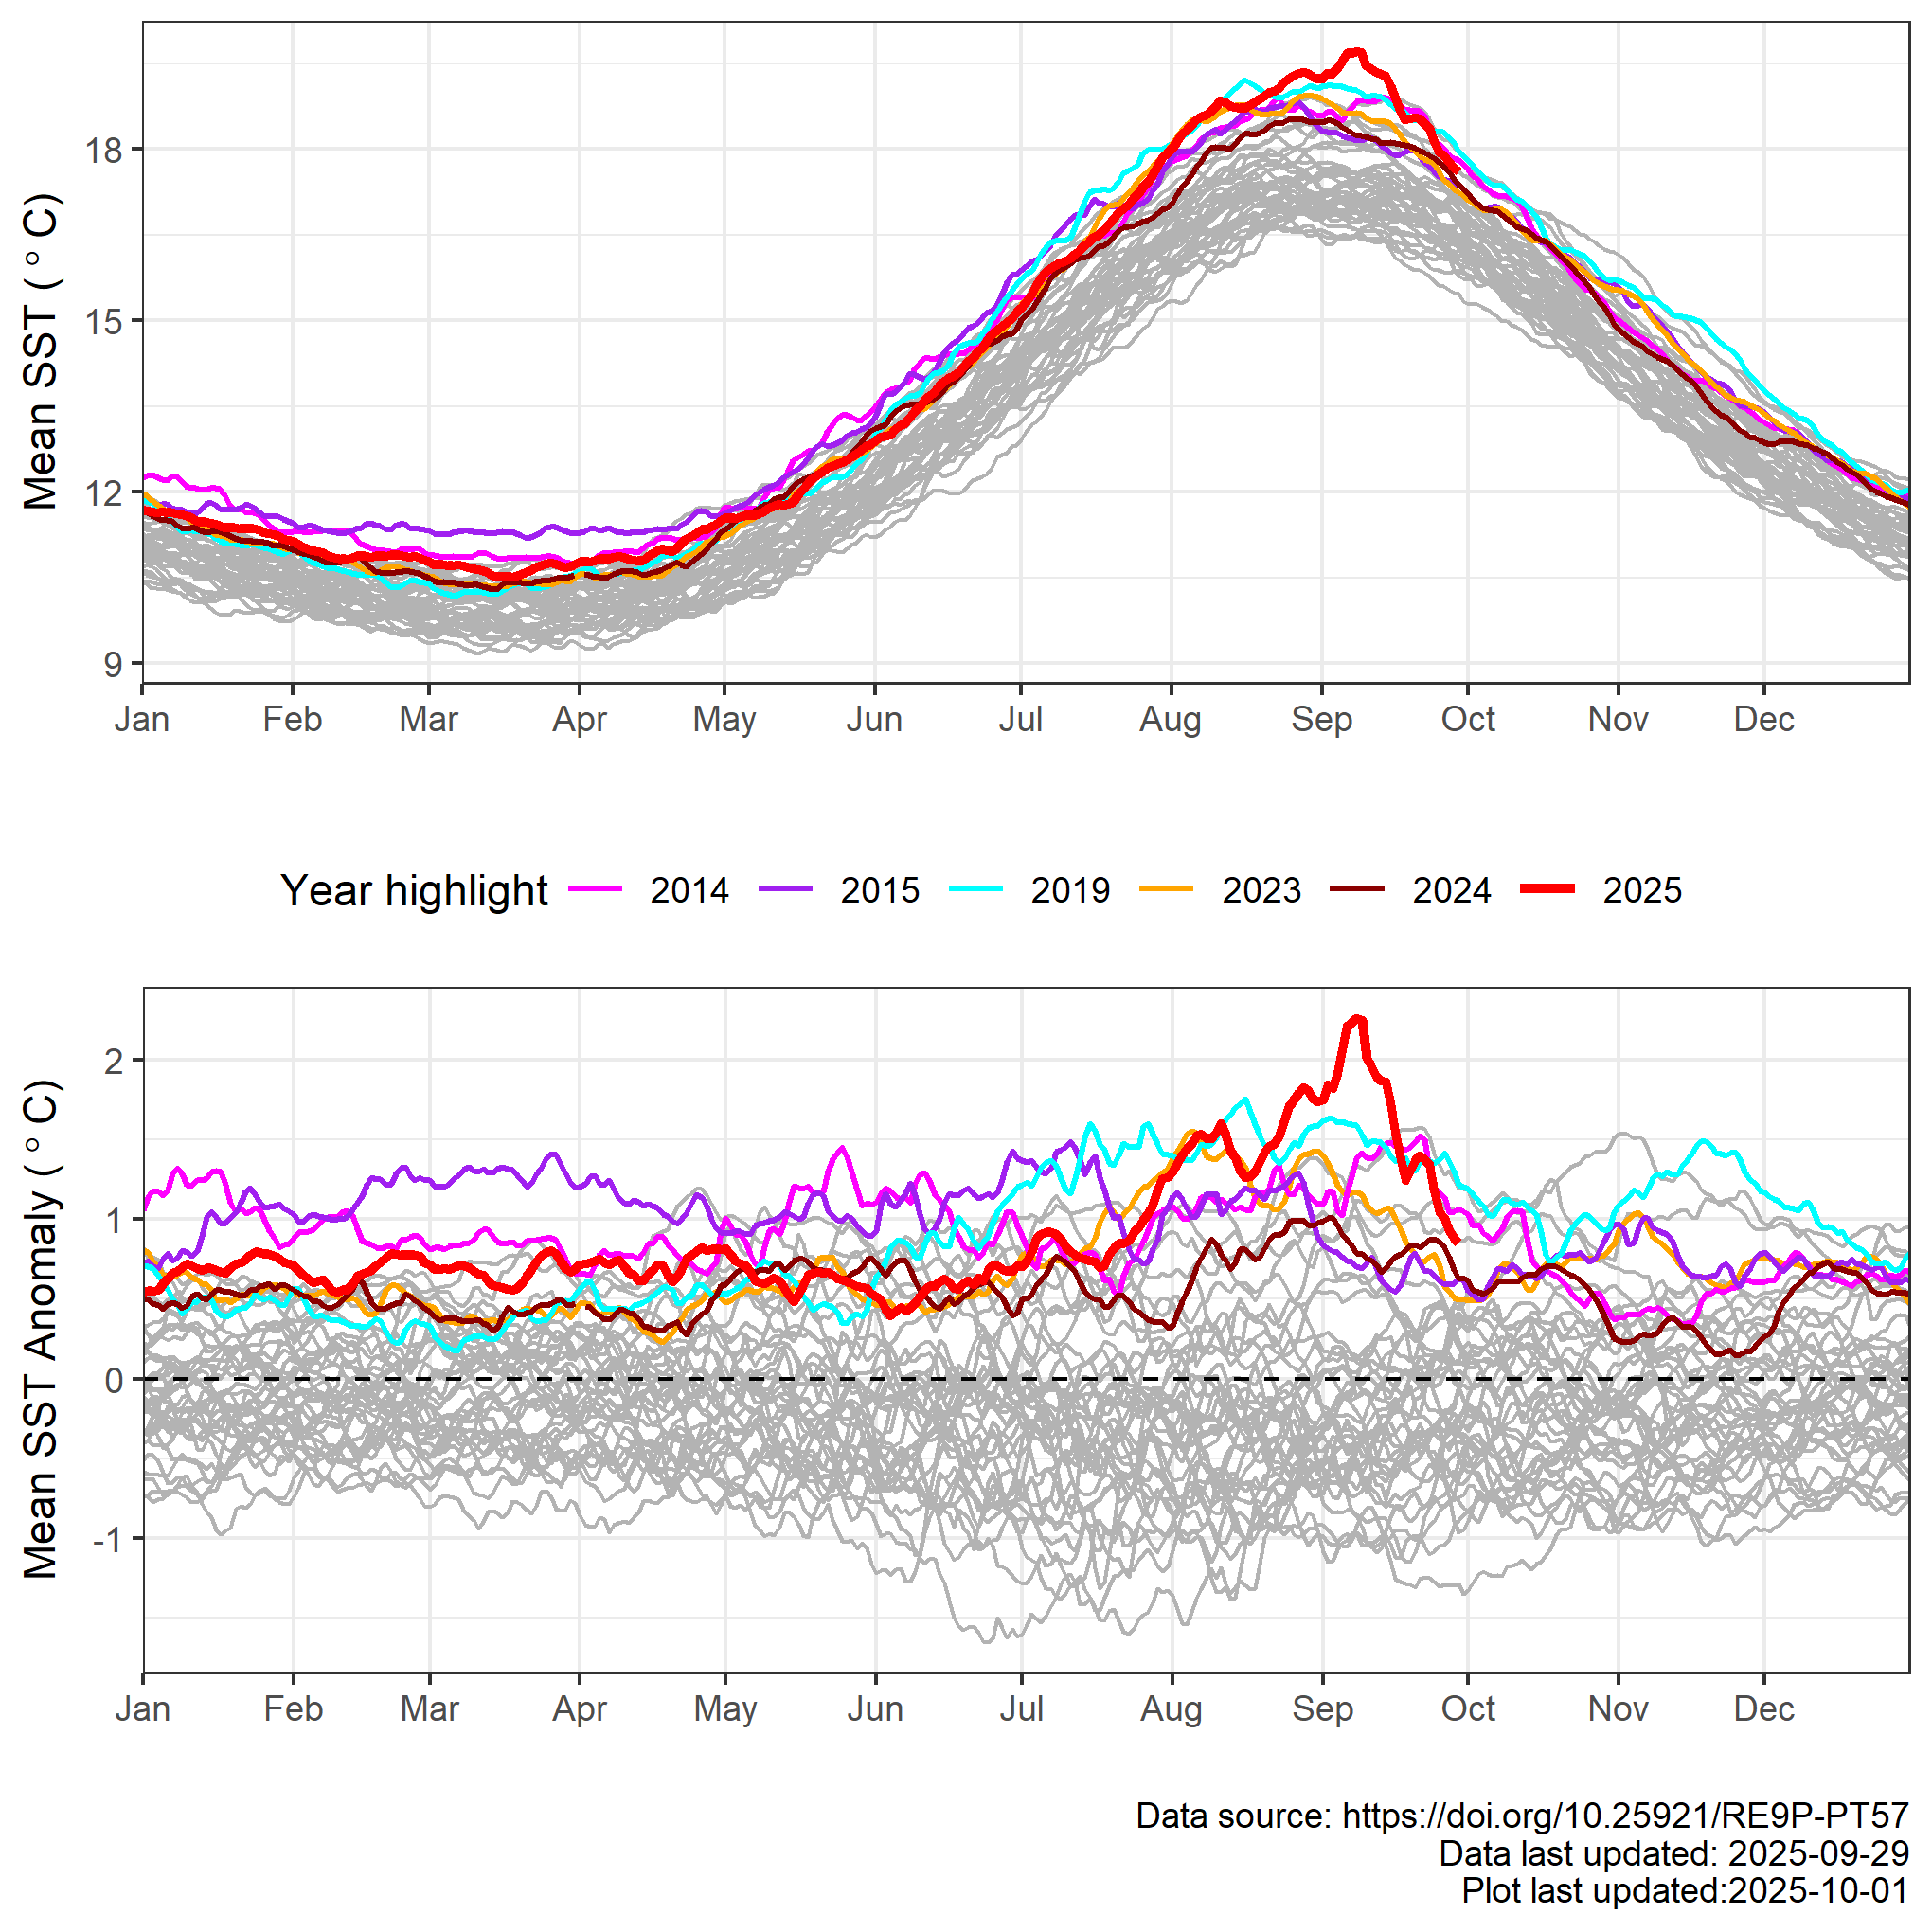 Mean SST (°C)
18
15
12
9
Jan Feb Mar Apr May Jun Jul Aug Sep Oct Nov Dec
Year highlight 2014 2015 2019 2023 2024 2025
Mean SST Anomaly (°C)
2
1
0
-1
Jan Feb Mar Apr May Jun Jul Aug Sep Oct Nov Dec
Data source: https://doi.org/10.25921/RE9P-PT57
Data last updated: 2025-09-29
Plot last updated:2025-10-01